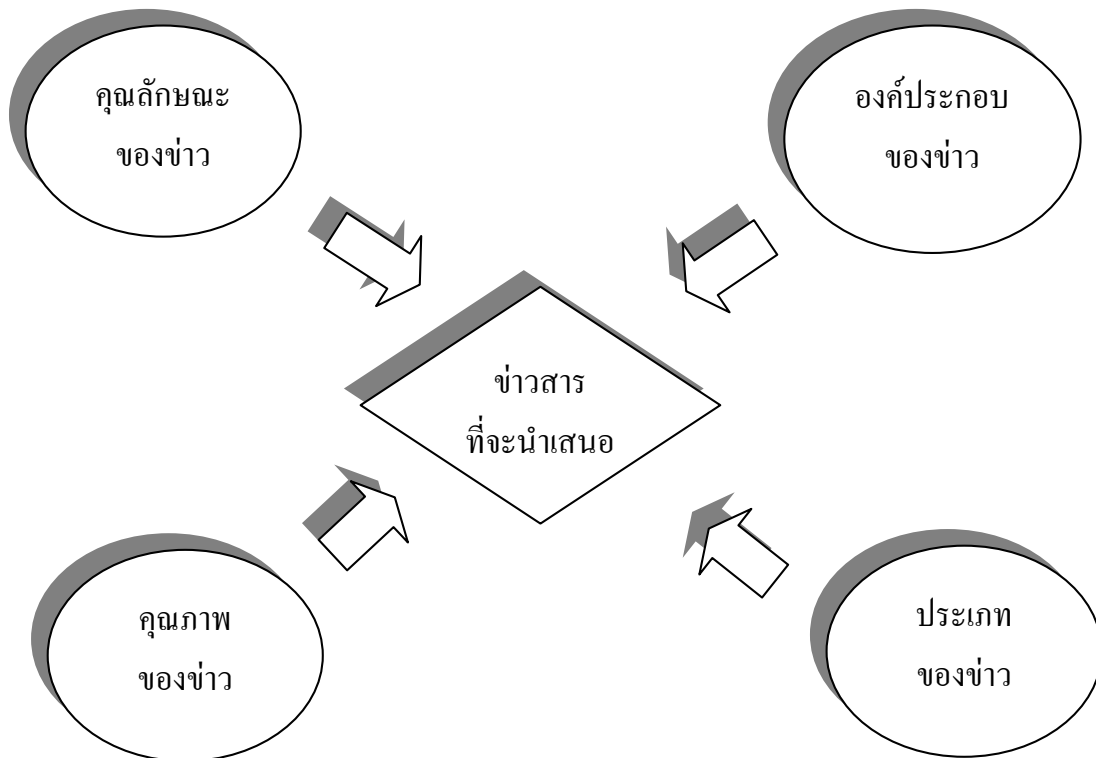 คุณลักษณะ
ของข่าว
องค์ประกอบ
ของข่าว
ข่าวสาร
ที่จะนำเสนอ
คุณภาพ
ของข่าว
ประเภท
ของข่าว